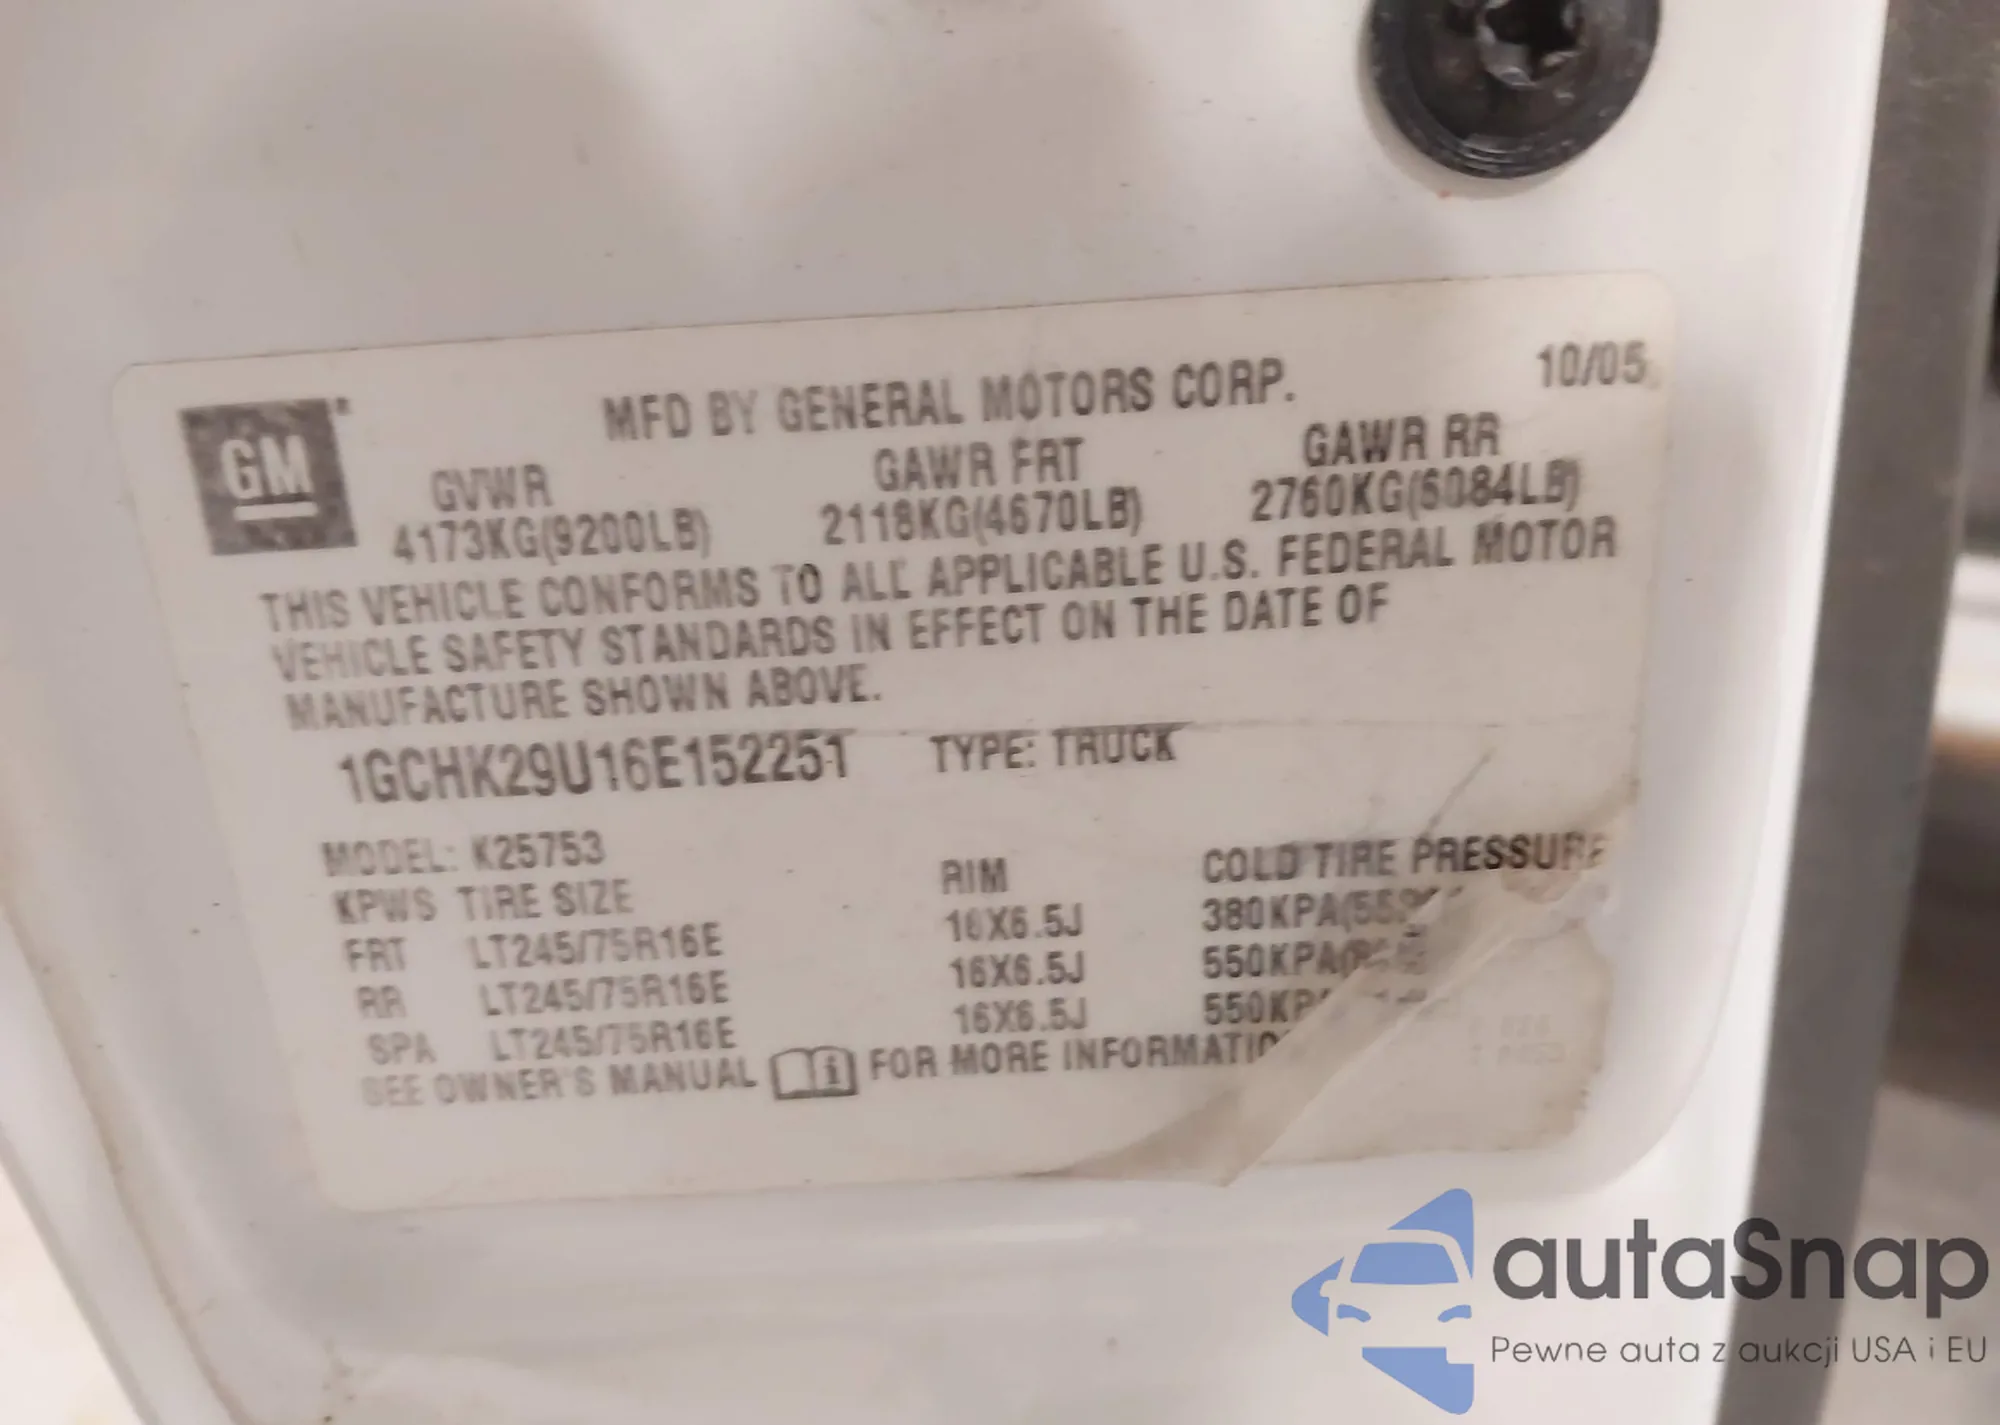 10/05
MFD BY GENERAL MOTORS CORP.
GM
GVWR GAWR FRT GAWR RR
4173KG(9200LB) 2118KG(4670LB) 2760KG(6084LB)
THIS VEHICLE CONFORMS TO ALL APPLICABLE U.S. FEDERAL MOTOR
VEHICLE SAFETY STANDARDS IN EFFECT ON THE DATE OF
MANUFACTURE SHOWN ABOVE.
1GCHK29U16E152251 TYPE: TRUCK
MODEL: K25753
KPWS TIRE SIZE RIM COLD TIRE PRESSURE
FRT LT245/75R16E 16X6.5J 380KPA
RR LT245/75R16E 16X6.5J 550KPA
SPA LT245/75R16E 16X6.5J
SEE OWNER'S MANUAL FOR MORE INFORMATIO
autaSnap
Pewne auta z aukcji USA i EU